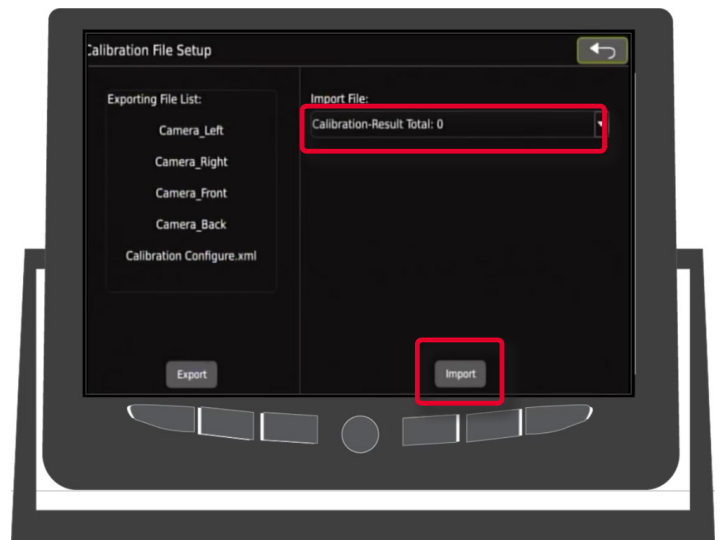 Calibration File Setup
Exporting File List:
Camera_Left
Camera_Right
Camera_Front
Camera_Back
Calibration Configure.xml
Export
Import File:
Calibration-Result Total: 0
Import